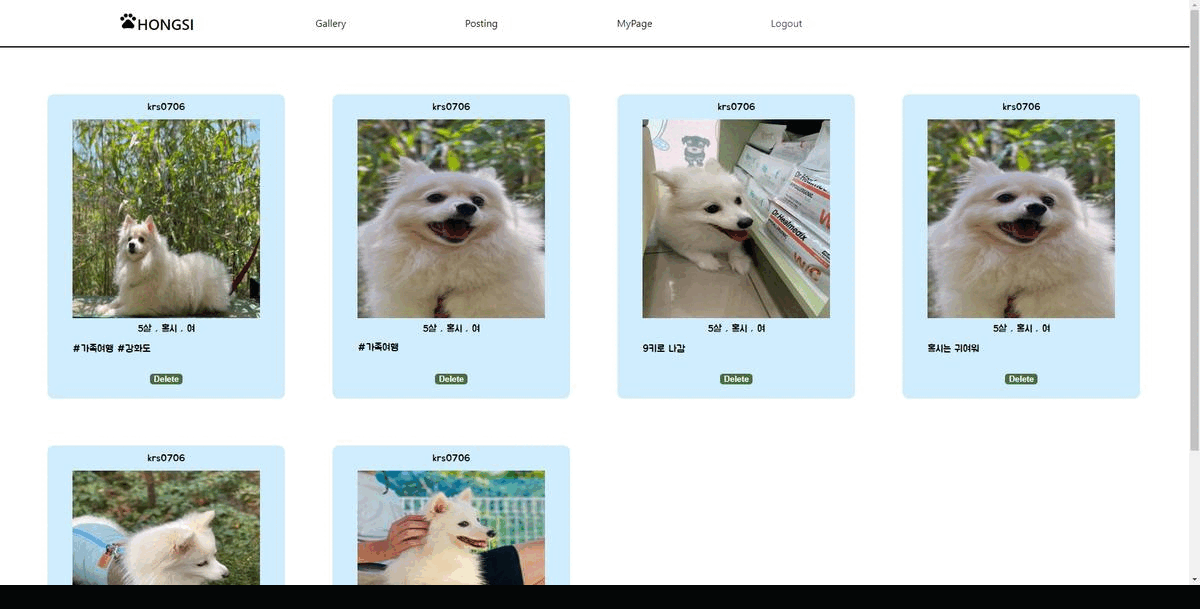 HONGSI
Gallery
Posting
MyPage
Logout
krs0706
krs0706
krs0706
krs0706
Dr.Healmedix
5살 , 홍시 , 여
5살 , 홍시 , 여
5살 , 홍시 , 여
5살 , 홍시 , 여
#가족여행 #강화도
#가족여행
9키로 나감
홍시는 귀여워
Delete
Delete
Delete
Delete
krs0706
krs0706